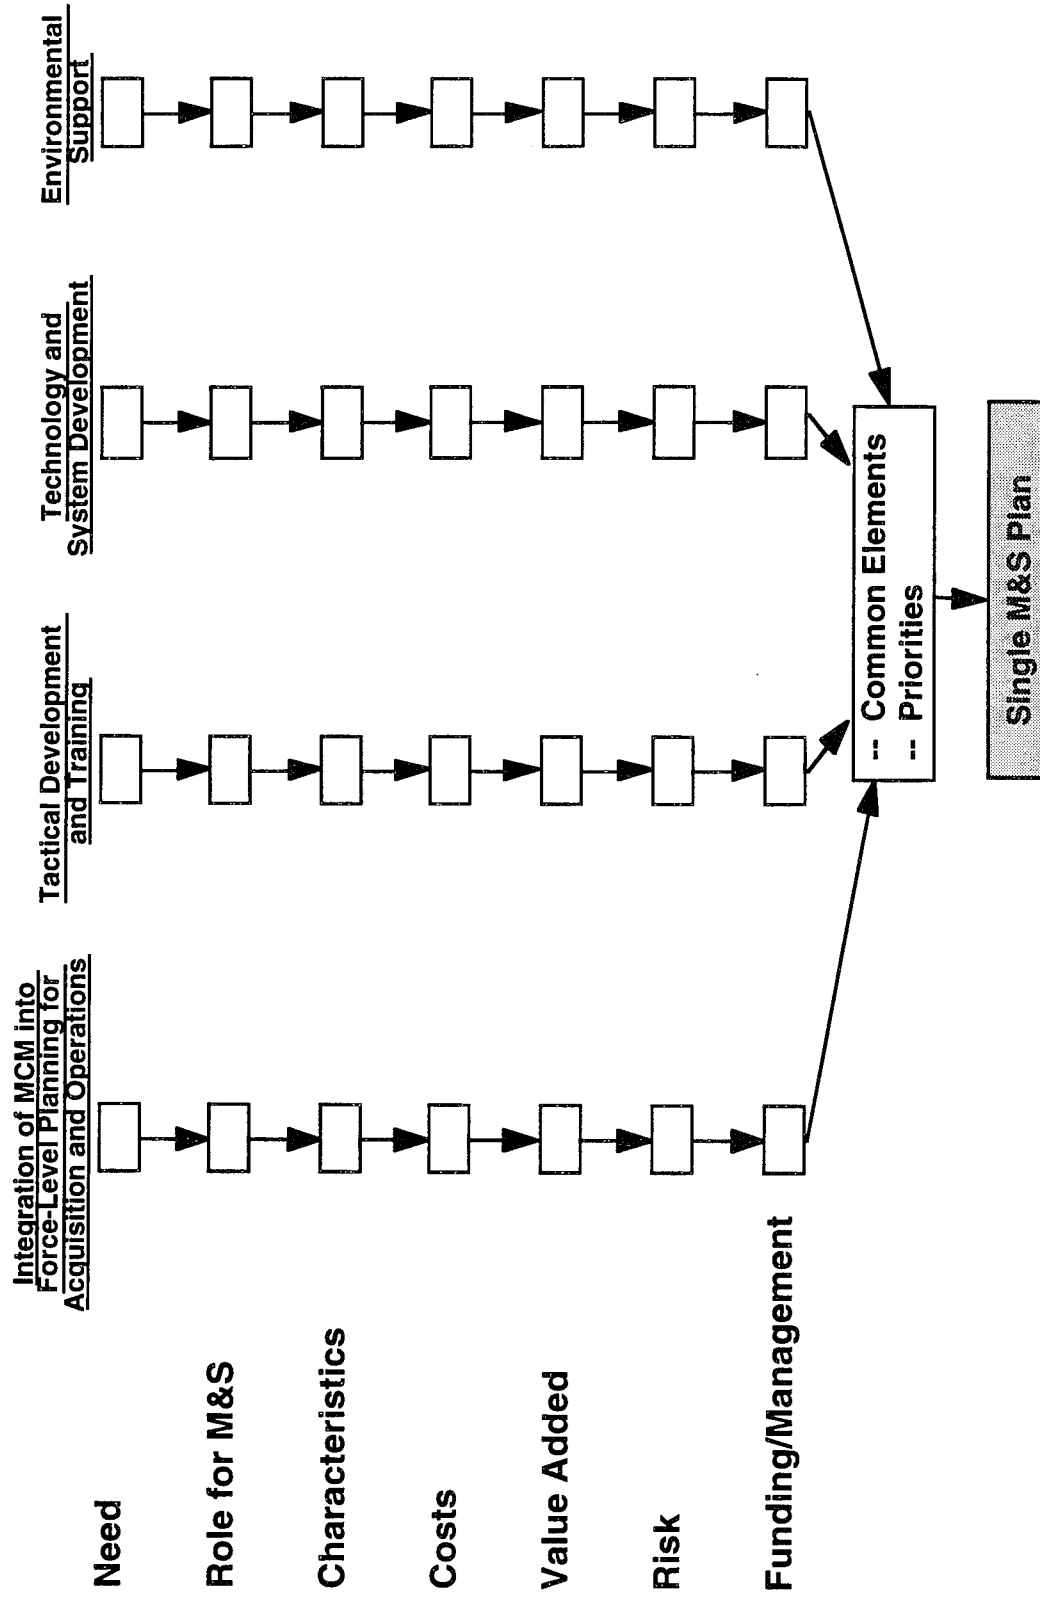 Integration of MCM into
Force-Level Planning for
Acquisition and Operations
Tactical Development
and Training
Technology and
System Development
Environmental
Support
Need
Role for M&S
Characteristics
Costs
Value Added
Risk
Funding/Management
-- Common Elements
-- Priorities
Single M&S Plan